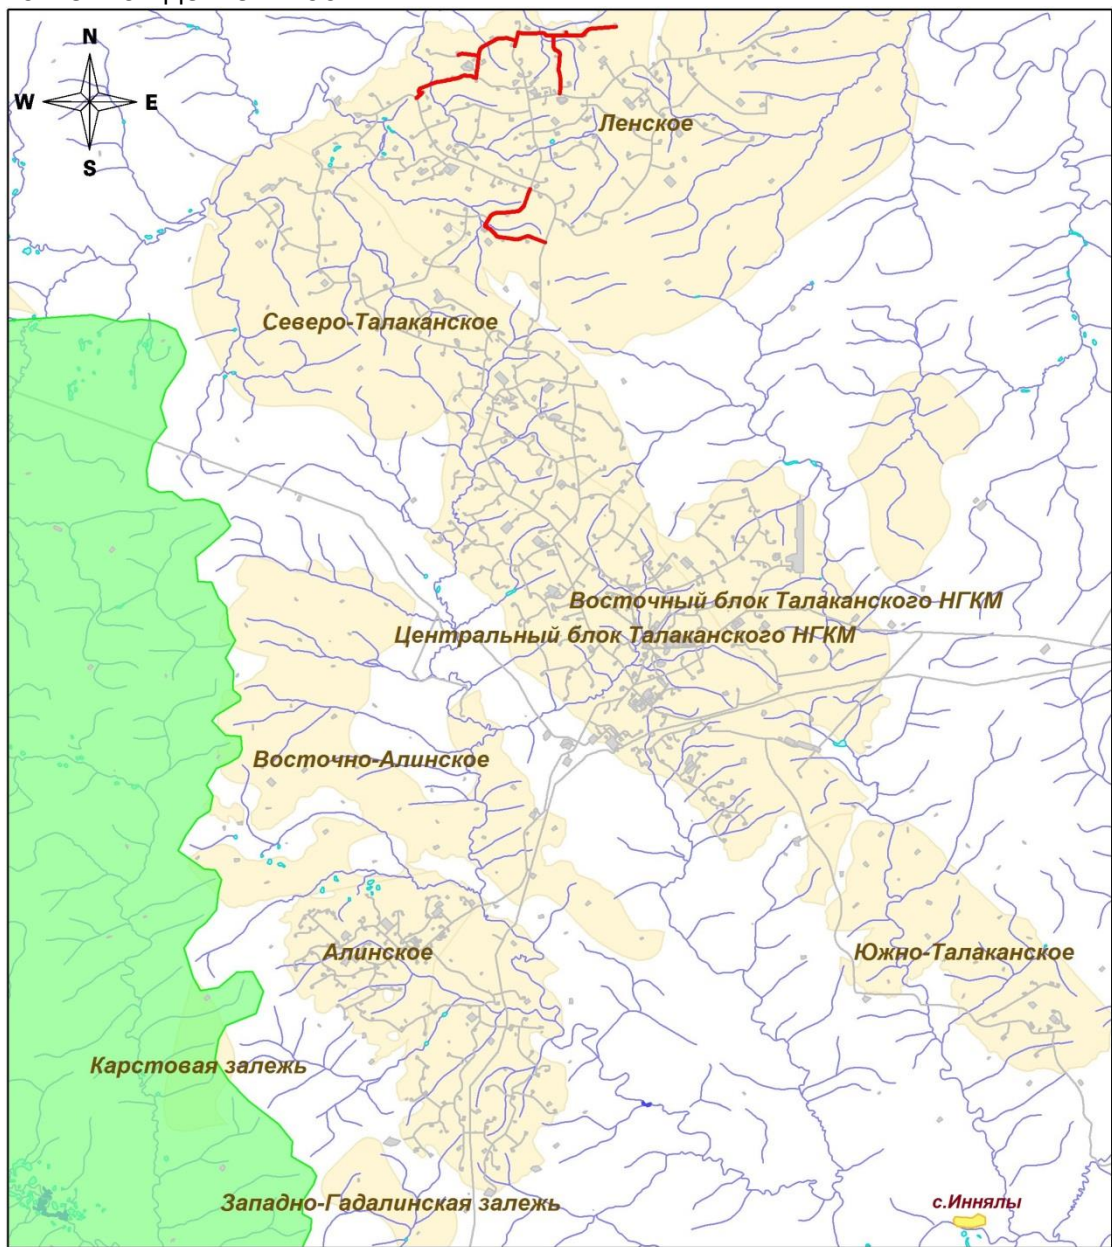 N
W E
S
Ленское
Северо-Талаканское
Восточный блок Талаканского НГКМ
Центральный блок Талаканского НГКМ
Восточно-Алинское
Алинское
Южно-Талаканское
Карстовая залежь
Западно-Гадалинская залежь
с.Иннялы